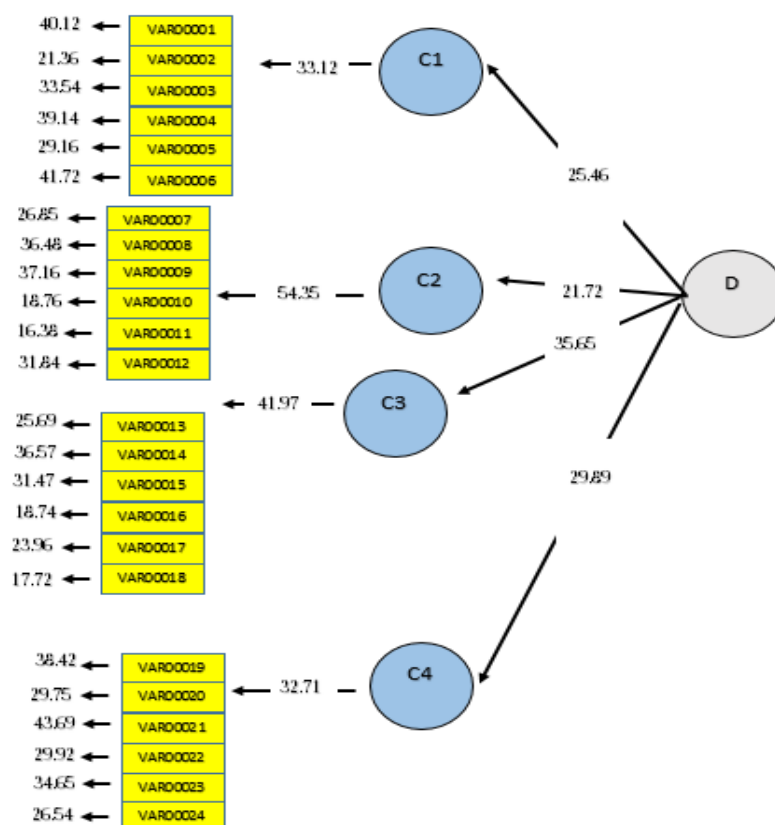 40.12 VAR00001
21.36 VAR00002
33.54 VAR00003
39.14 VAR00004
29.16 VAR00005
41.72 VAR00006
33.12
C1
25.46
26.85 VAR00007
36.48 VAR00008
37.16 VAR00009
18.76 VAR00010
16.38 VAR00011
31.84 VAR00012
54.35
C2
21.72
D
35.65
41.97
C3
25.69 VAR00013
36.57 VAR00014
31.47 VAR00015
18.74 VAR00016
23.96 VAR00017
17.72 VAR00018
29.89
38.42 VAR00019
29.75 VAR00020
43.69 VAR00021
29.92 VAR00022
34.65 VAR00023
26.54 VAR00024
32.71
C4